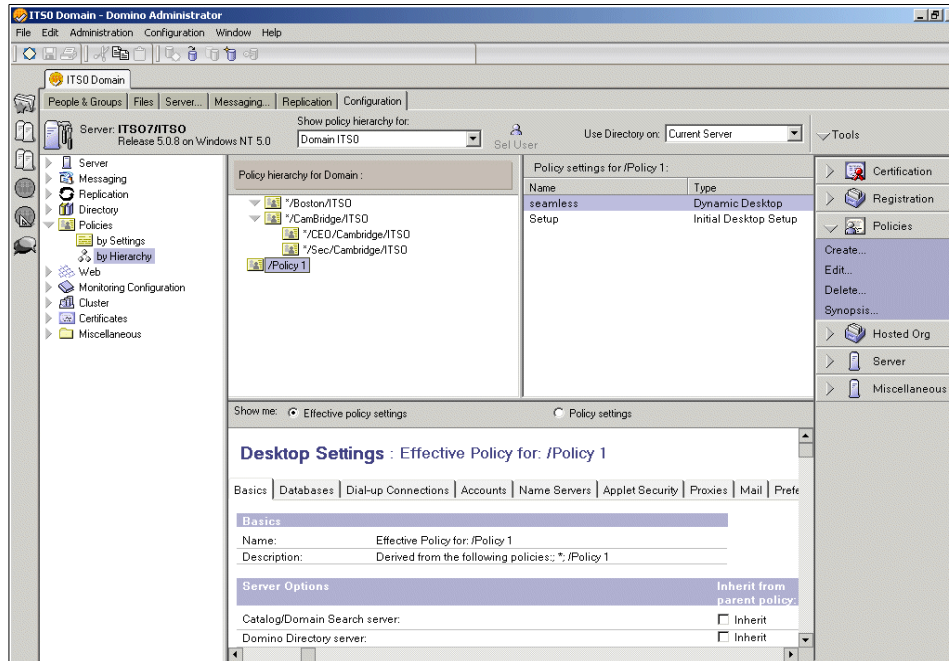 ITSO Domain - Domino Administrator
File Edit Administration Configuration Window Help
ITSO Domain
People & Groups Files Server... Messaging... Replication Configuration
Server: ITSO7/ITSO
Release 5.0.8 on Windows NT 5.0
Show policy hierarchy for:
Domain ITSO
Sel User
Use Directory on: Current Server
Tools
Server
Messaging
Replication
Directory
Policies
by Settings
by Hierarchy
Web
Monitoring Configuration
Cluster
Certificates
Miscellaneous
Policy hierarchy for Domain :
*/Boston/ITSO
*/CamBridge/ITSO
*/CEO/Cambridge/ITSO
*/Sec/Cambridge/ITSO
/Policy 1
Policy settings for /Policy 1:
Name Type
seamless Dynamic Desktop
Setup Initial Desktop Setup
Certification
Registration
Policies
Create...
Edit...
Delete...
Synopsis...
Hosted Org
Server
Miscellaneous
Show me: Effective policy settings Policy settings
Desktop Settings : Effective Policy for: /Policy 1
Basics Databases Dial-up Connections Accounts Name Servers Applet Security Proxies Mail Prefe
Basics
Name: Effective Policy for: /Policy 1
Description: Derived from the following policies:; *; /Policy 1
Server Options Inherit from
parent policy:
Catalog/Domain Search server: Inherit
Domino Directory server: Inherit